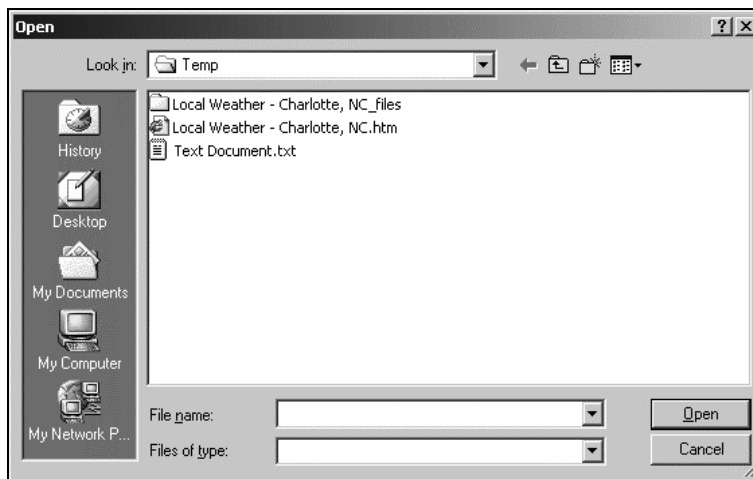 Open
Look in:
Temp
History
Desktop
My Documents
My Computer
My Network P...
Local Weather - Charlotte, NC_files
Local Weather - Charlotte, NC.htm
Text Document.txt
File name:
Open
Files of type:
Cancel